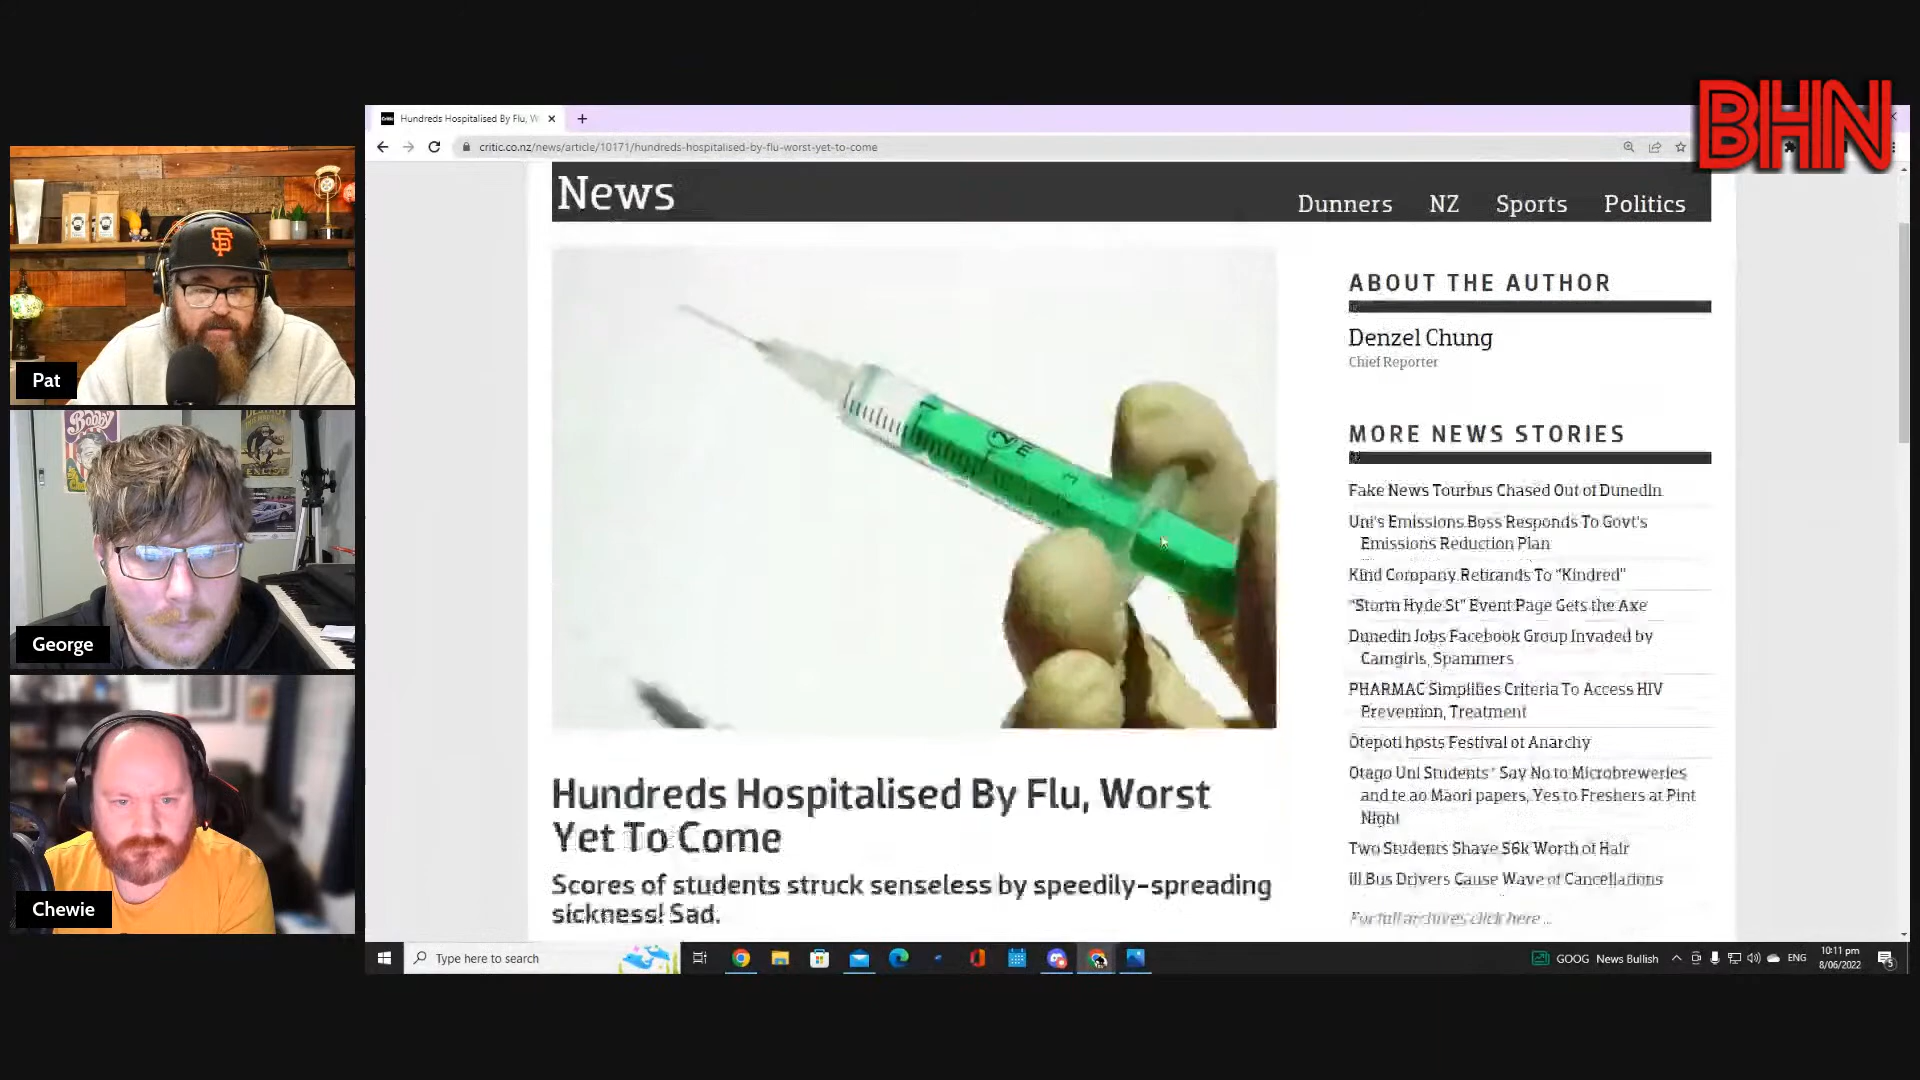 BHN
Hundreds Hospitalised By Flu, W
critic.co.nz/news/article/10171/hundreds-hospitalised-by-flu-worst-yet-to-come
News
Dunners
NZ
Sports
Politics
Pat
George
Chewie
Hundreds Hospitalised By Flu, Worst
Yet To Come
Scores of students struck senseless by speedily-spreading
sickness! Sad.
ABOUT THE AUTHOR
Denzel Chung
Chief Reporter
MORE NEWS STORIES
Fake News Tourbus Chased Out of Dunedin
Uni's Emissions Boss Responds To Govt's
Emissions Reduction Plan
Kind Company Rebrands To "Kindred"
"Storm Hyde St" Event Page Gets the Axe
Dunedin Jobs Facebook Group Invaded by
Camgirls, Spammers
PHARMAC Simplifies Criteria To Access HIV
Prevention, Treatment
Ōtepoti hosts Festival of Anarchy
Otago Uni Students' Say No to Microbreweries
and te ao Māori papers, Yes to Freshers at Pint
Night
Two Students Shave $6k Worth of Hair
Ill Bus Drivers Cause Wave of Cancellations
For full archives click here ...
Type here to search
GOOG News Bullish
ENG
10:11 pm
8/06/2022
5